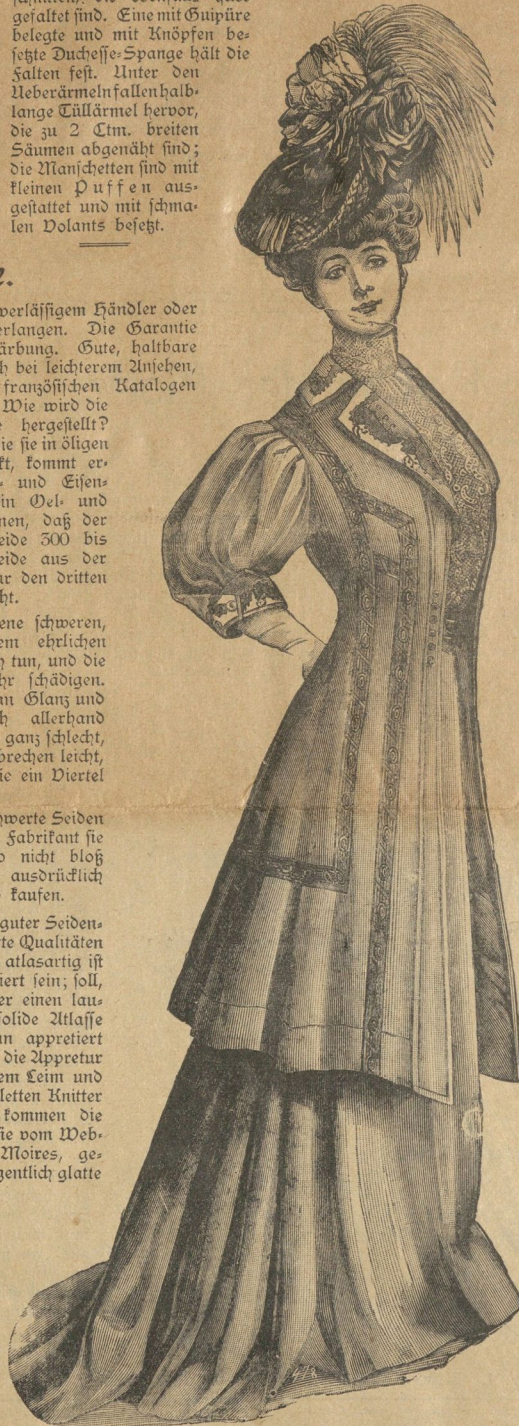 gefaltet sind. Eine mit Guipüre
belegte und mit Knöpfen be-
setzte Duchesse-Spange hält die
Falten fest. Unter den
Ueberärmeln fallen halb-
lange Tüllärmel hervor,
die zu 2 Ctm. breiten
Säumen abgenäht sind;
die Manschetten sind mit
kleinen Puffen aus-
gestattet und mit schma-
len Volants besetzt.
verlässigem Händler oder
erlangen. Die Garantie
ärbung. Gute, haltbare
h bei leichterem Ansehen,
französischen Katalogen
Wie wird die
e hergestellt?
ie sie in öligen
kt, kommt er-
- und Eisen-
in Oel- und
nen, daß der
eide 300 bis
eide aus der
ur den dritten
ht.
ene schweren,
em ehrlichen
h tun, und die
hr schädigen.
an Glanz und
ch allerhand
ganz schlecht,
brechen leicht,
ie ein Viertel
hwerte Seiden
Fabrikant sie
o nicht bloß
ausdrücklich
kaufen.
guter Seiden-
te Qualitäten
atlasartig ist
iert sein; soll,
er einen lau-
solide Atlasse
an appretiert
die Appretur
em Leim und
letten Knitter
kommen die
ie vom Web-
Moires, ge-
gentlich glatte